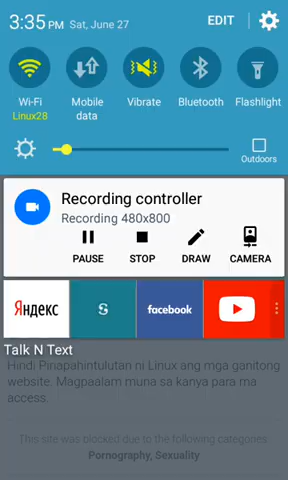 3:35 PM Sat, June 27 EDIT
Wi-Fi Mobile Vibrate Bluetooth Flashlight
Linux28 data
Outdoors
Recording controller
Recording 480x800
PAUSE STOP DRAW CAMERA
Яндекс S facebook
Talk N Text
Hindi Pinapahintulutan ni Linux ang mga ganitong
website. Magpaalam muna sa kanya para ma
access.
This site was blocked due to the following categories:
Pornography, Sexuality